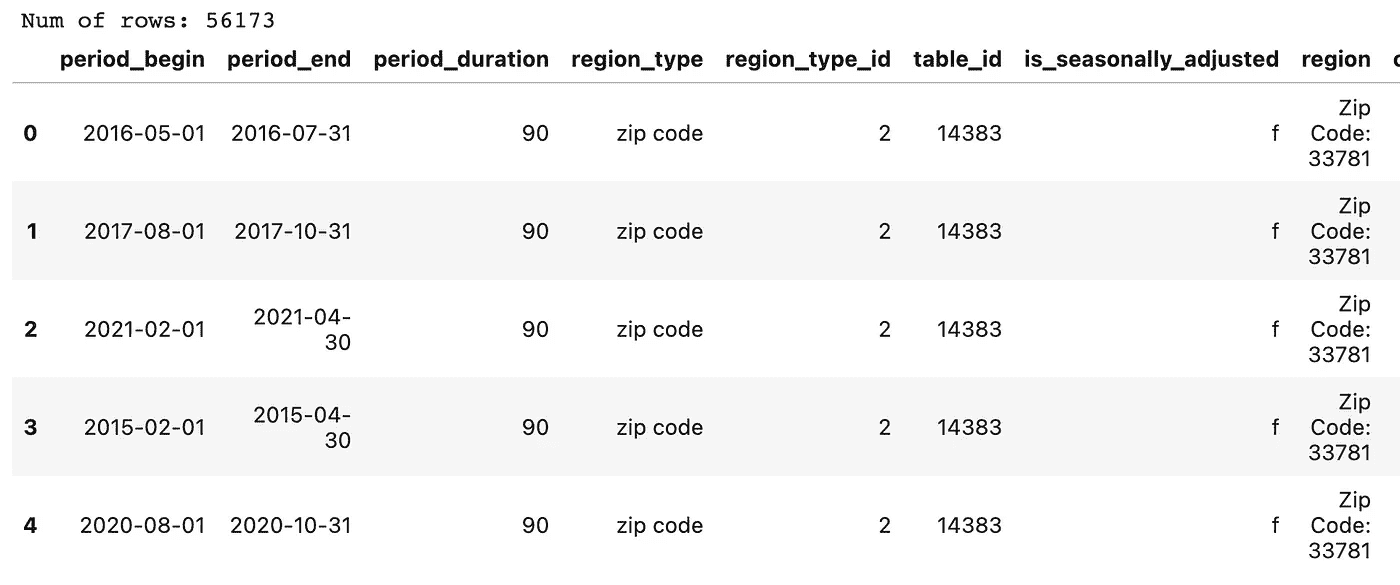 Num of rows: 56173
period_begin period_end period_duration region_type region_type_id table_id is_seasonally_adjusted region c
0 2016-05-01 2016-07-31 90 zip code 2 14383 f Zip Code: 33781
1 2017-08-01 2017-10-31 90 zip code 2 14383 f Zip Code: 33781
2 2021-02-01 2021-04-30 90 zip code 2 14383 f Zip Code: 33781
3 2015-02-01 2015-04-30 90 zip code 2 14383 f Zip Code: 33781
4 2020-08-01 2020-10-31 90 zip code 2 14383 f Zip Code: 33781